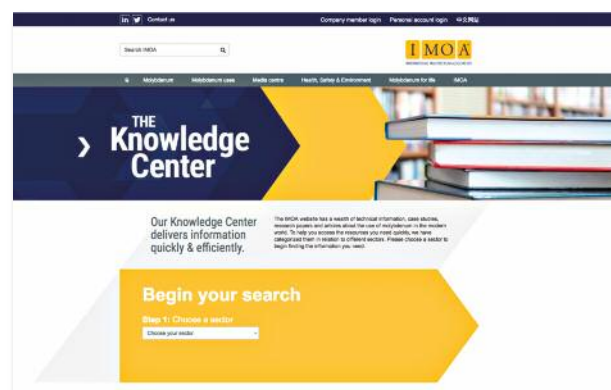 in Contact us
Company member login Personal account login 中文网站
Search IMOA
IMOA
Molybdenum Molybdenum uses Media centre Health, Safety & Environment Molybdenum for life IMOA
THE
Knowledge
Center
Our Knowledge Center
delivers information
quickly & efficiently.
The IMOA website has a wealth of technical information, case studies,
research papers and articles about the use of molybdenum in the modern
world. To help you access the resources you need quickly, we have
categorized them in relation to different sectors. Please choose a sector to
begin finding the information you need.
Begin your search
Step 1: Choose a sector
Choose your sector